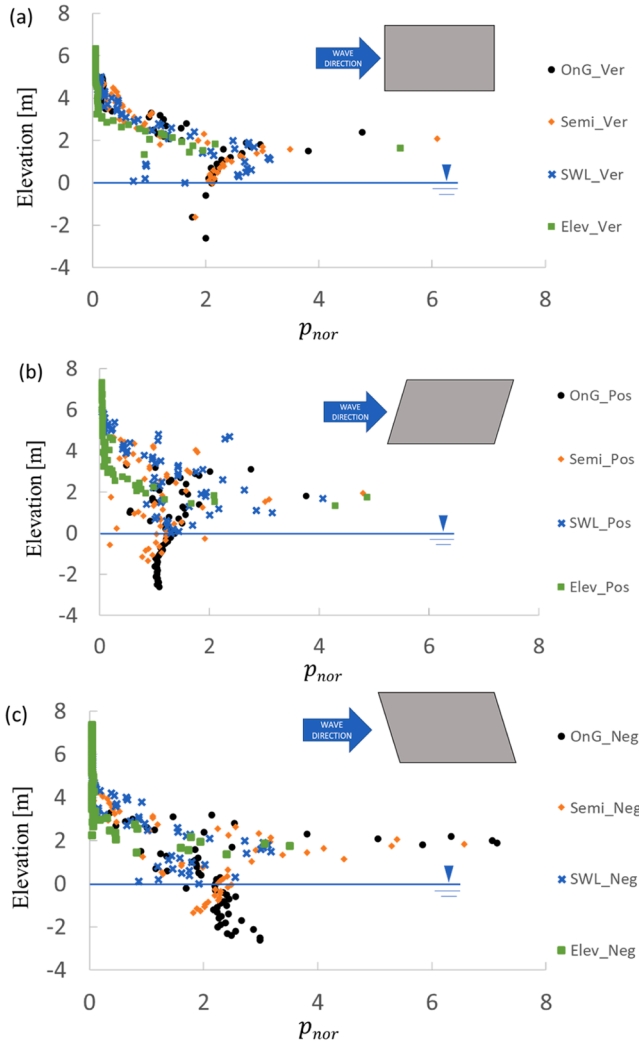 (a)
8
6
4
2
0
-2
-4
Elevation [m]
0 2 4 6 8
p_nor
WAVE
DIRECTION
OnG_Ver
Semi_Ver
SWL_Ver
Elev_Ver
(b)
8
6
4
2
0
-2
-4
Elevation [m]
0 2 4 6 8
p_nor
WAVE
DIRECTION
OnG_Pos
Semi_Pos
SWL_Pos
Elev_Pos
(c)
8
6
4
2
0
-2
-4
Elevation [m]
0 2 4 6 8
p_nor
WAVE
DIRECTION
OnG_Neg
Semi_Neg
SWL_Neg
Elev_Neg